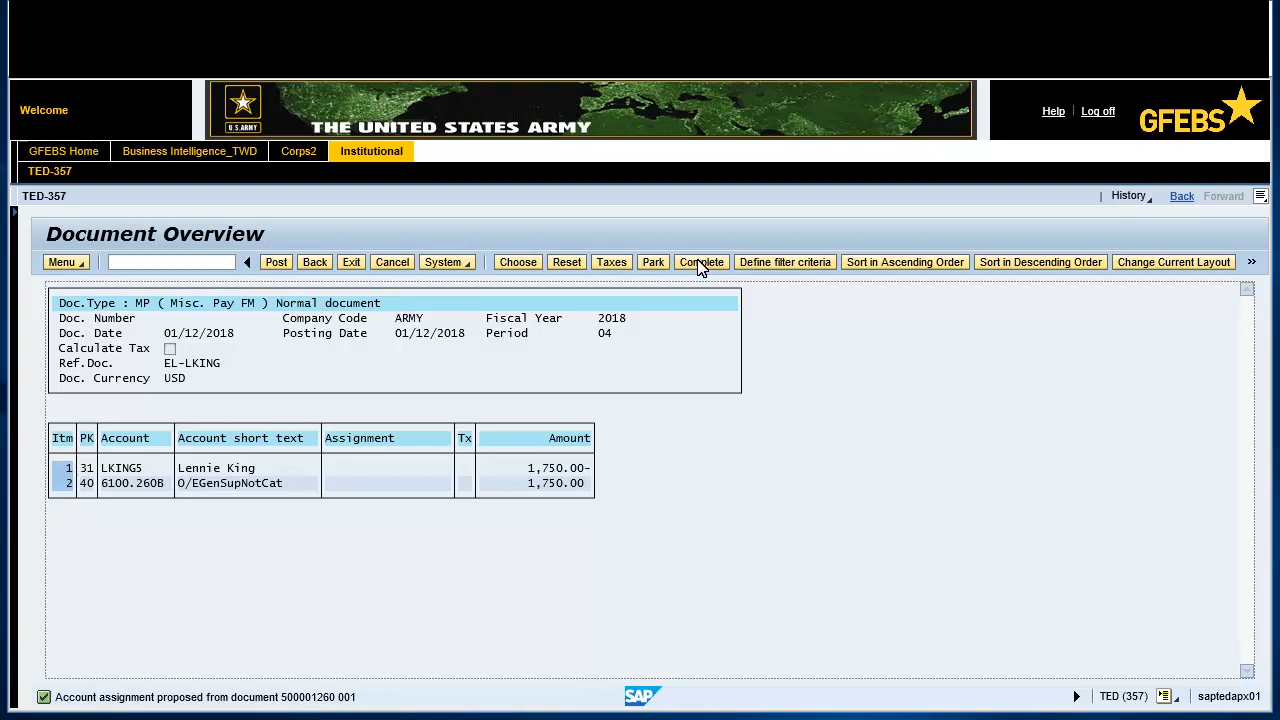 Welcome
U.S.ARMY
THE UNITED STATES ARMY
Help
Log off
GFEBS
GFEBS Home
Business Intelligence_TWD
Corps2
Institutional
TED-357
TED-357
History
Back
Forward
Document Overview
Menu
Post
Back
Exit
Cancel
System
Choose
Reset
Taxes
Park
Complete
Define filter criteria
Sort in Ascending Order
Sort in Descending Order
Change Current Layout
Doc.Type : MP ( Misc. Pay FM ) Normal document
Doc. Number Company Code ARMY Fiscal Year 2018
Doc. Date 01/12/2018 Posting Date 01/12/2018 Period 04
Calculate Tax
Ref.Doc. EL-LKING
Doc. Currency USD
Itm PK Account Account short text Assignment Tx Amount
1 31 LKING5 Lennie King 1,750.00-
2 40 6100.260B O/EGenSupNotCat 1,750.00
Account assignment proposed from document 500001260 001
SAP
TED (357)
saptedapx01